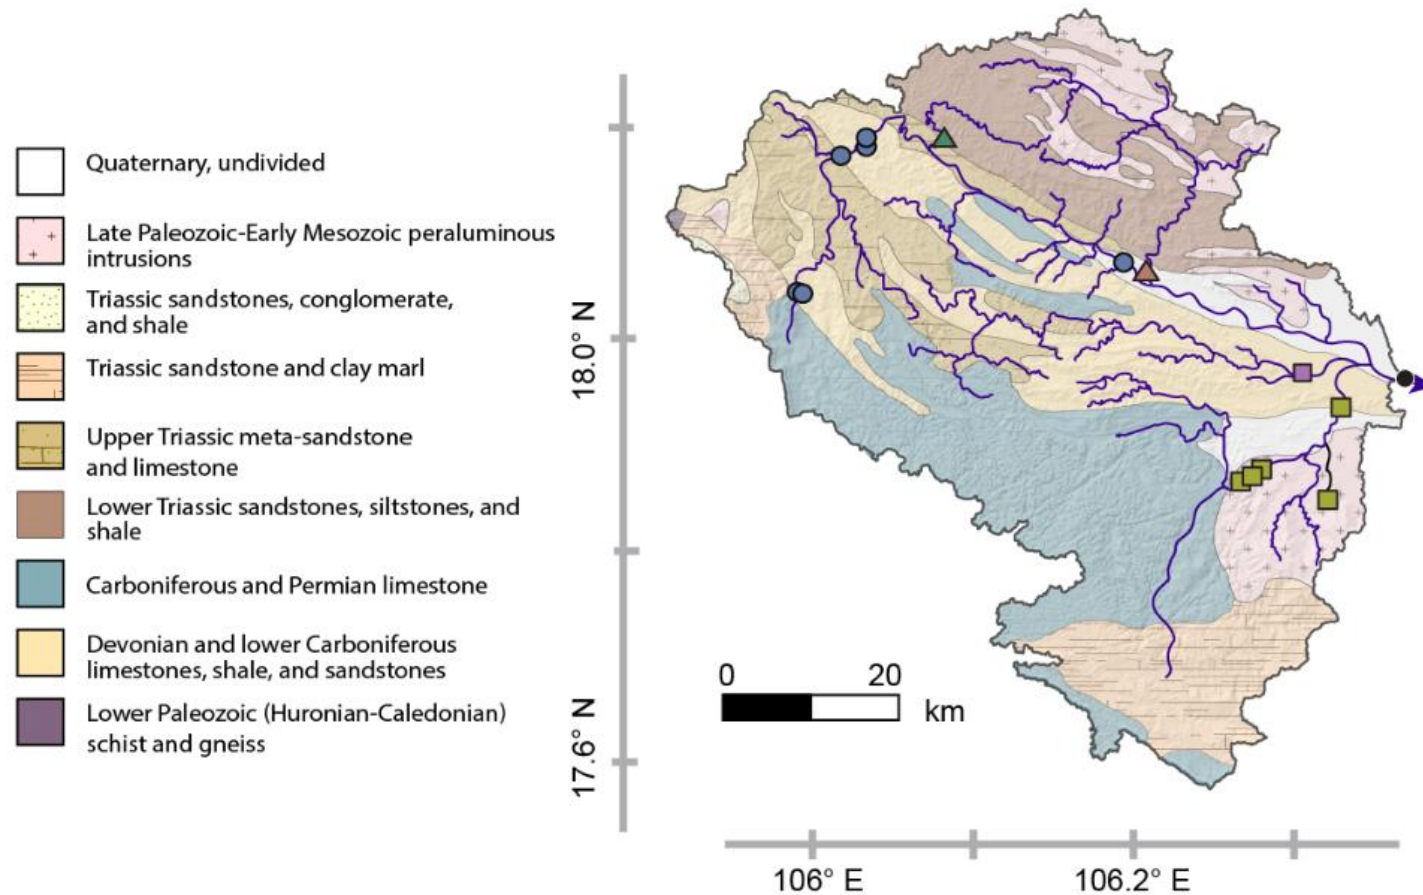 Quaternary, undivided
Late Paleozoic-Early Mesozoic peraluminous
intrusions
Triassic sandstones, conglomerate,
and shale
Triassic sandstone and clay marl
Upper Triassic meta-sandstone
and limestone
Lower Triassic sandstones, siltstones, and
shale
Carboniferous and Permian limestone
Devonian and lower Carboniferous
limestones, shale, and sandstones
Lower Paleozoic (Huronian-Caledonian)
schist and gneiss
18.0° N
17.6° N
0 20
km
106° E 106.2° E